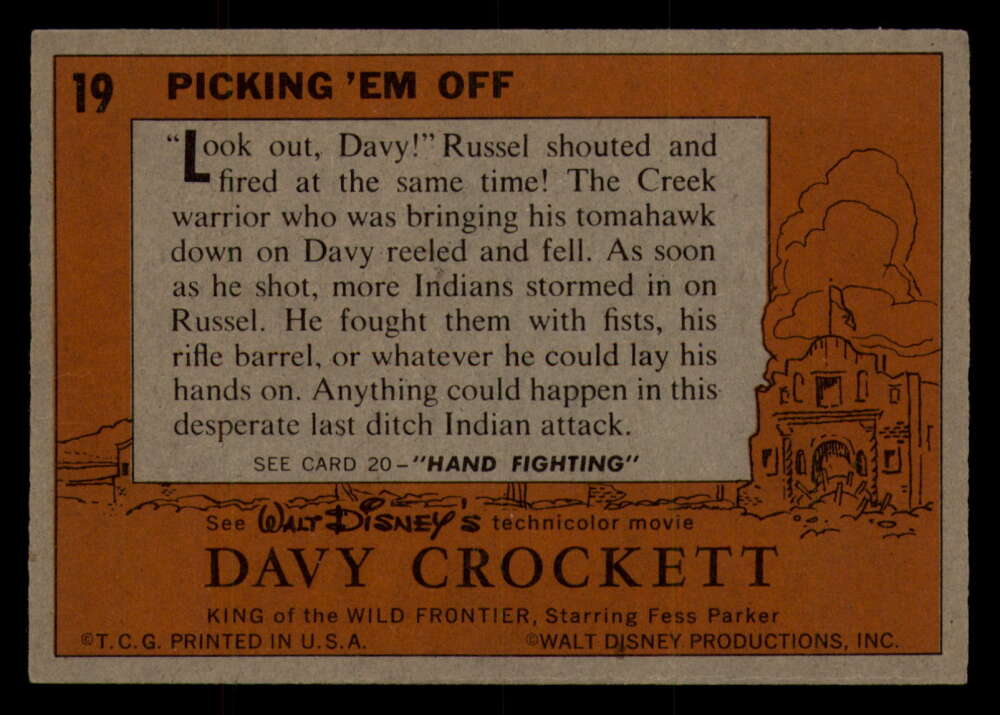 19 PICKING 'EM OFF
"Look out, Davy!" Russel shouted and
fired at the same time! The Creek
warrior who was bringing his tomahawk
down on Davy reeled and fell. As soon
as he shot, more Indians stormed in on
Russel. He fought them with fists, his
rifle barrel, or whatever he could lay his
hands on. Anything could happen in this
desperate last ditch Indian attack.
SEE CARD 20-"HAND FIGHTING"
See WALT DISNEY'S technicolor movie
DAVY CROCKETT
KING of the WILD FRONTIER, Starring Fess Parker
©T.C.G. PRINTED IN U.S.A. ©WALT DISNEY PRODUCTIONS, INC.